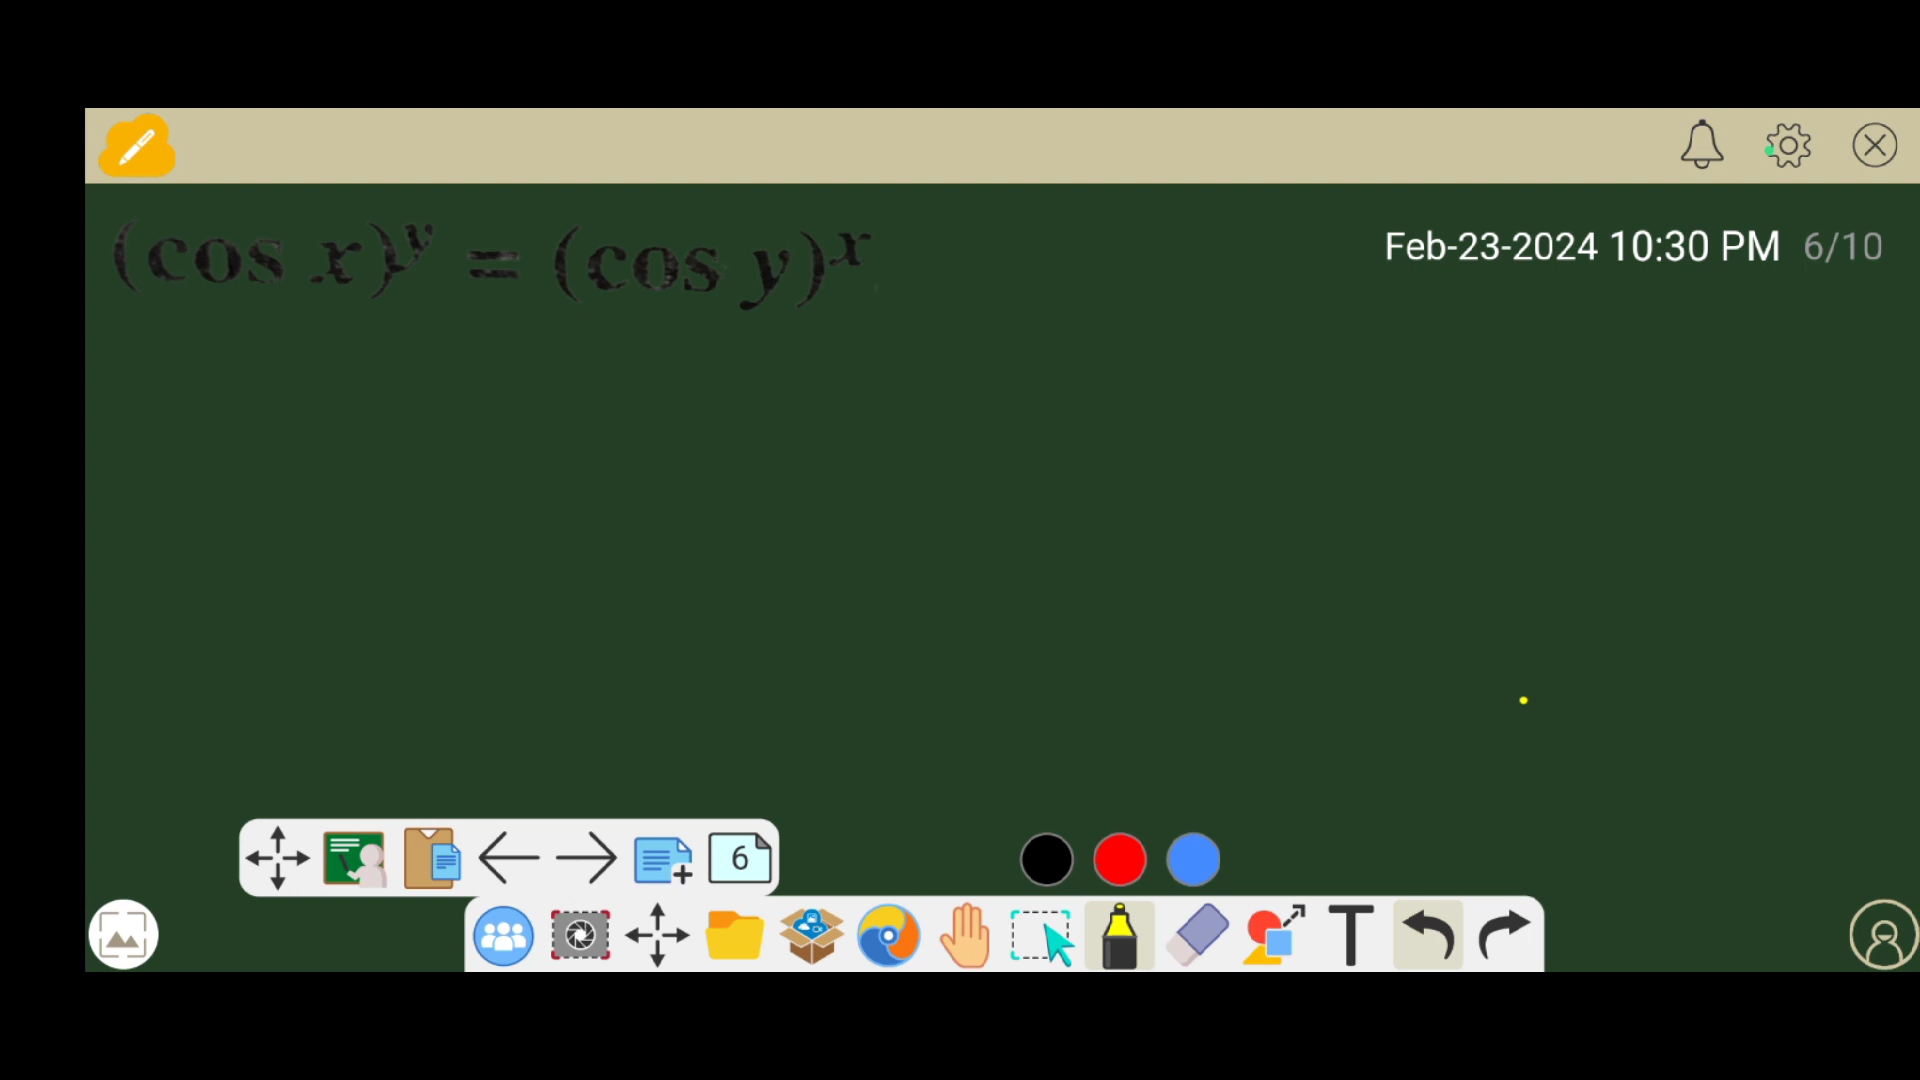 (cos x)^y = (cos y)^x
Feb-23-2024 10:30 PM 6/10
6
T